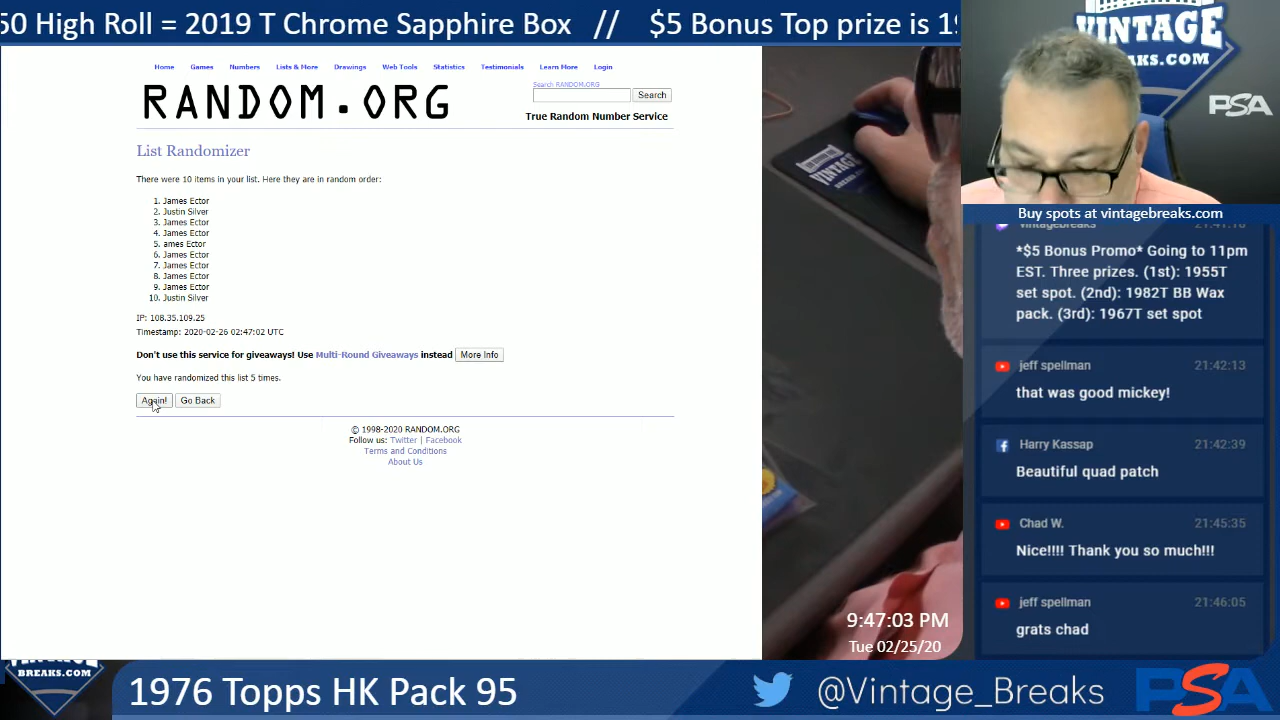 50 High Roll = 2019 T Chrome Sapphire Box // $5 Bonus Top prize is
Home Games Numbers Lists & More Drawings Web Tools Statistics Testimonials Learn More Login
RANDOM.ORG
Search RANDOM.ORG
Search
True Random Number Service
List Randomizer
There were 10 items in your list. Here they are in random order:
1. James Ector
2. Justin Silver
3. James Ector
4. James Ector
5. ames Ector
6. James Ector
7. James Ector
8. James Ector
9. James Ector
10. Justin Silver
IP: 108.35.109.25
Timestamp: 2020-02-26 02:47:02 UTC
Don't use this service for giveaways! Use Multi-Round Giveaways instead More Info
You have randomized this list 5 times.
Again! Go Back
© 1998-2020 RANDOM.ORG
Follow us: Twitter | Facebook
Terms and Conditions
About Us
VINTAGE
VINTAGE
BREAKS.COM
PSA
Buy spots at vintagebreaks.com
vintagebreaks 21:41:16
*$5 Bonus Promo* Going to 11pm
EST. Three prizes. (1st): 1955T
set spot. (2nd): 1982T BB Wax
pack. (3rd): 1967T set spot
jeff spellman 21:42:13
that was good mickey!
Harry Kassap 21:42:39
Beautiful quad patch
Chad W. 21:45:35
Nice!!!! Thank you so much!!!
jeff spellman 21:46:05
grats chad
9:47:03 PM
Tue 02/25/20
VINTAGE
BREAKS.COM
1976 Topps HK Pack 95
@Vintage_Breaks
PSA